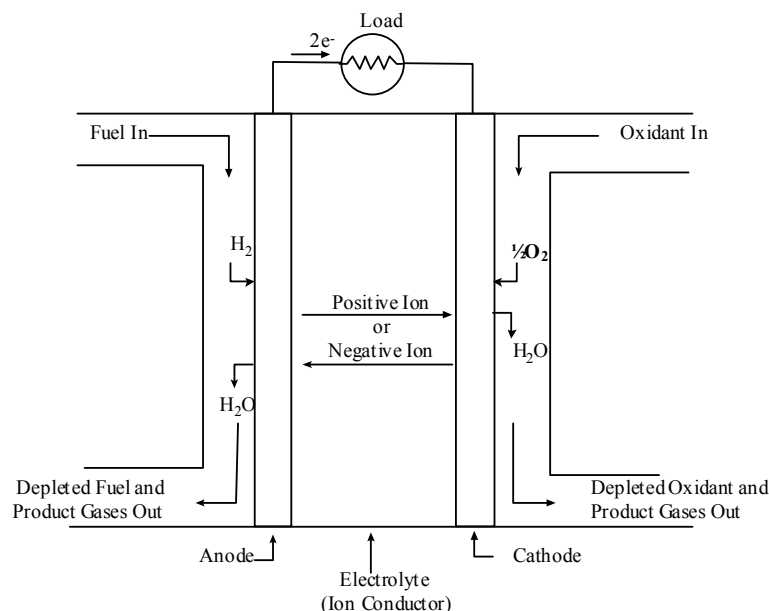 Load
2e-
Fuel In
Oxidant In
H2
½O2
Positive Ion
or
Negative Ion
H2O
H2O
Depleted Fuel and
Product Gases Out
Depleted Oxidant and
Product Gases Out
Anode
Cathode
Electrolyte
(Ion Conductor)